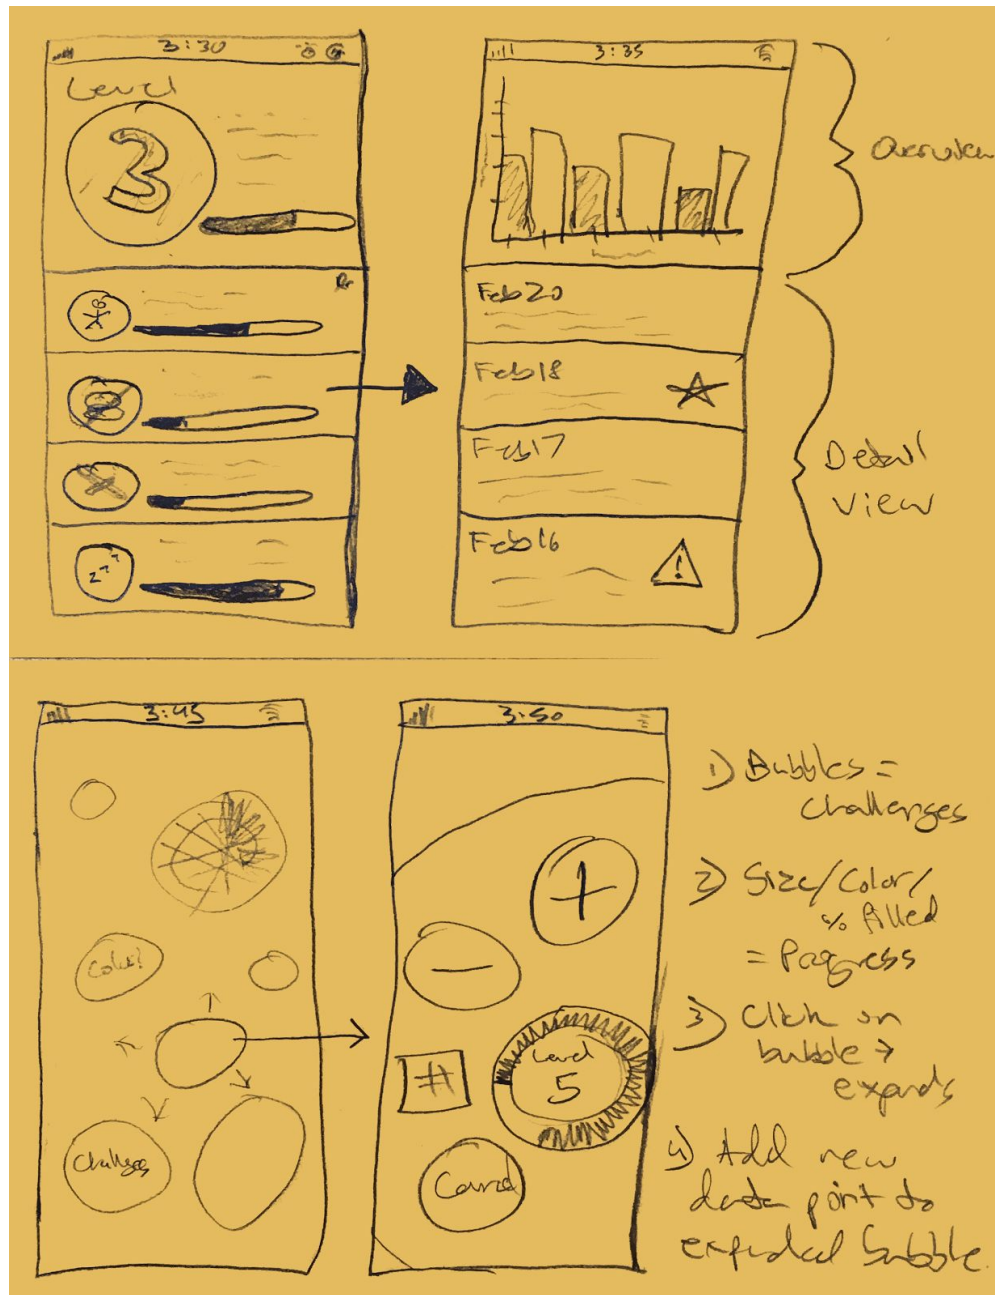 3:30
Level
3
3:35
Overview
Feb 20
Feb 18
Feb 17
Feb 16
!
zzz
Detail
View
3:45
Color!
Challenges
3:50
+
−
#
Level
5
Cancel
1) Bubbles =
challenges
2) Size/Color/
% filled
= Progress
3) Click on
bubble →
expands
4) Add new
data point to
expanded bubble.